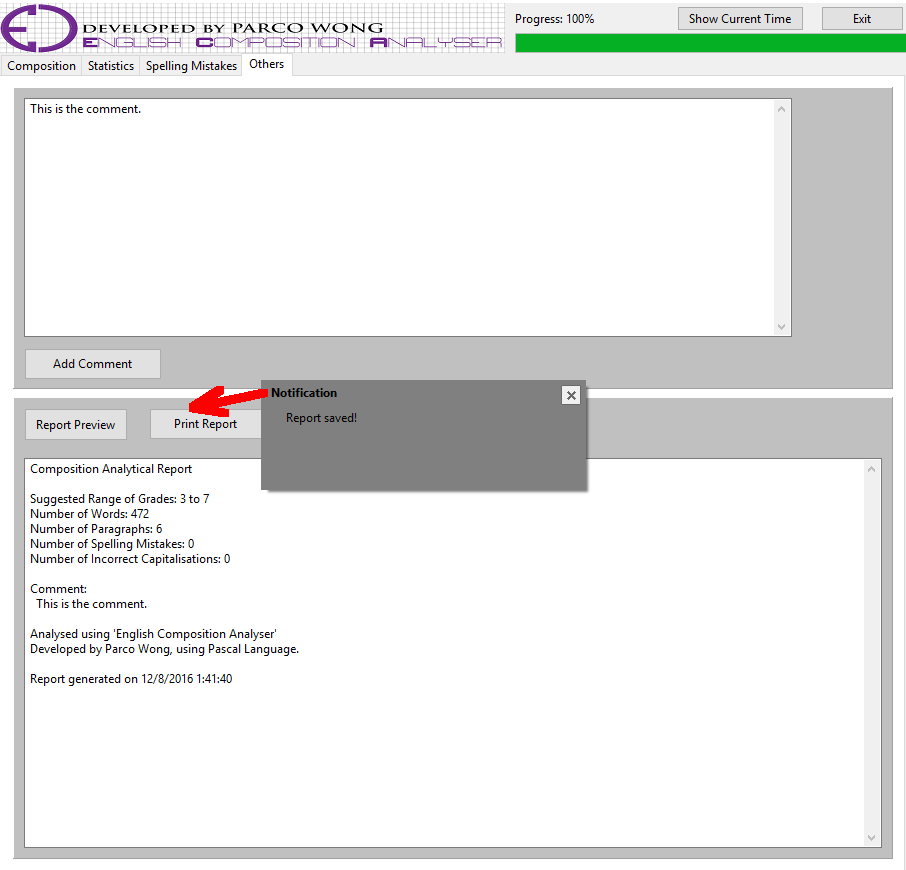 DEVELOPED BY PARCO WONG
ENGLISH COMPOSITION ANALYSER
Progress: 100%
Show Current Time
Exit
Composition
Statistics
Spelling Mistakes
Others
This is the comment.
Add Comment
Notification
Report saved!
Report Preview
Print Report
Composition Analytical Report
Suggested Range of Grades: 3 to 7
Number of Words: 472
Number of Paragraphs: 6
Number of Spelling Mistakes: 0
Number of Incorrect Capitalisations: 0
Comment:
This is the comment.
Analysed using 'English Composition Analyser'
Developed by Parco Wong, using Pascal Language.
Report generated on 12/8/2016 1:41:40